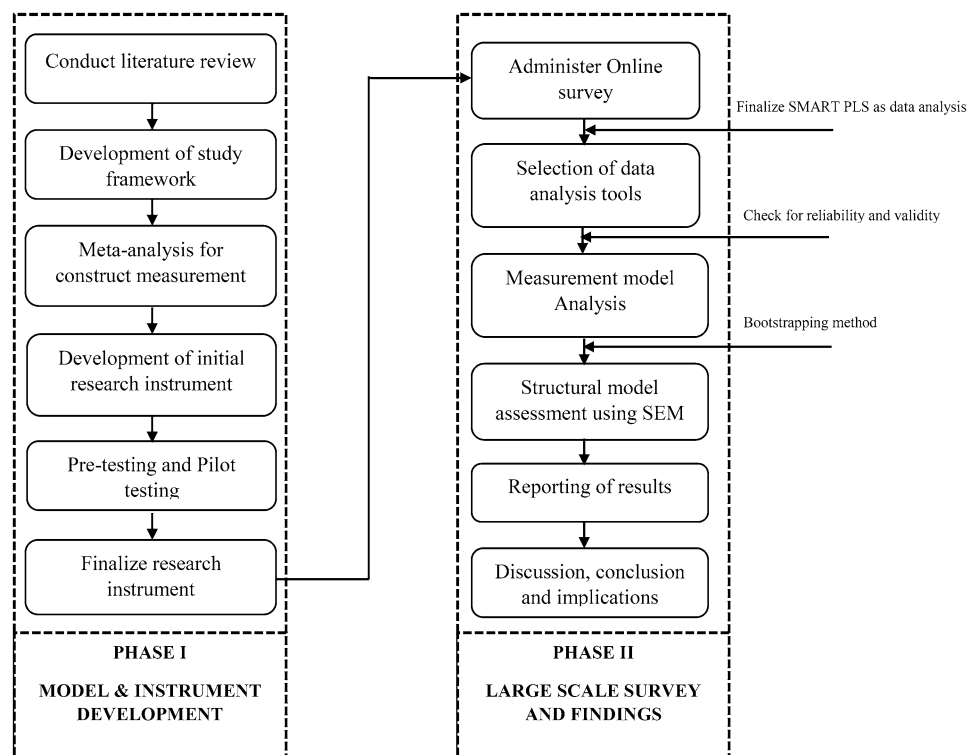 Conduct literature review
Development of study
framework
Meta-analysis for
construct measurement
Development of initial
research instrument
Pre-testing and Pilot
testing
Finalize research
instrument
PHASE I
MODEL & INSTRUMENT
DEVELOPMENT
Administer Online
survey
Finalize SMART PLS as data analysis
Selection of data
analysis tools
Check for reliability and validity
Measurement model
Analysis
Bootstrapping method
Structural model
assessment using SEM
Reporting of results
Discussion, conclusion
and implications
PHASE II
LARGE SCALE SURVEY
AND FINDINGS